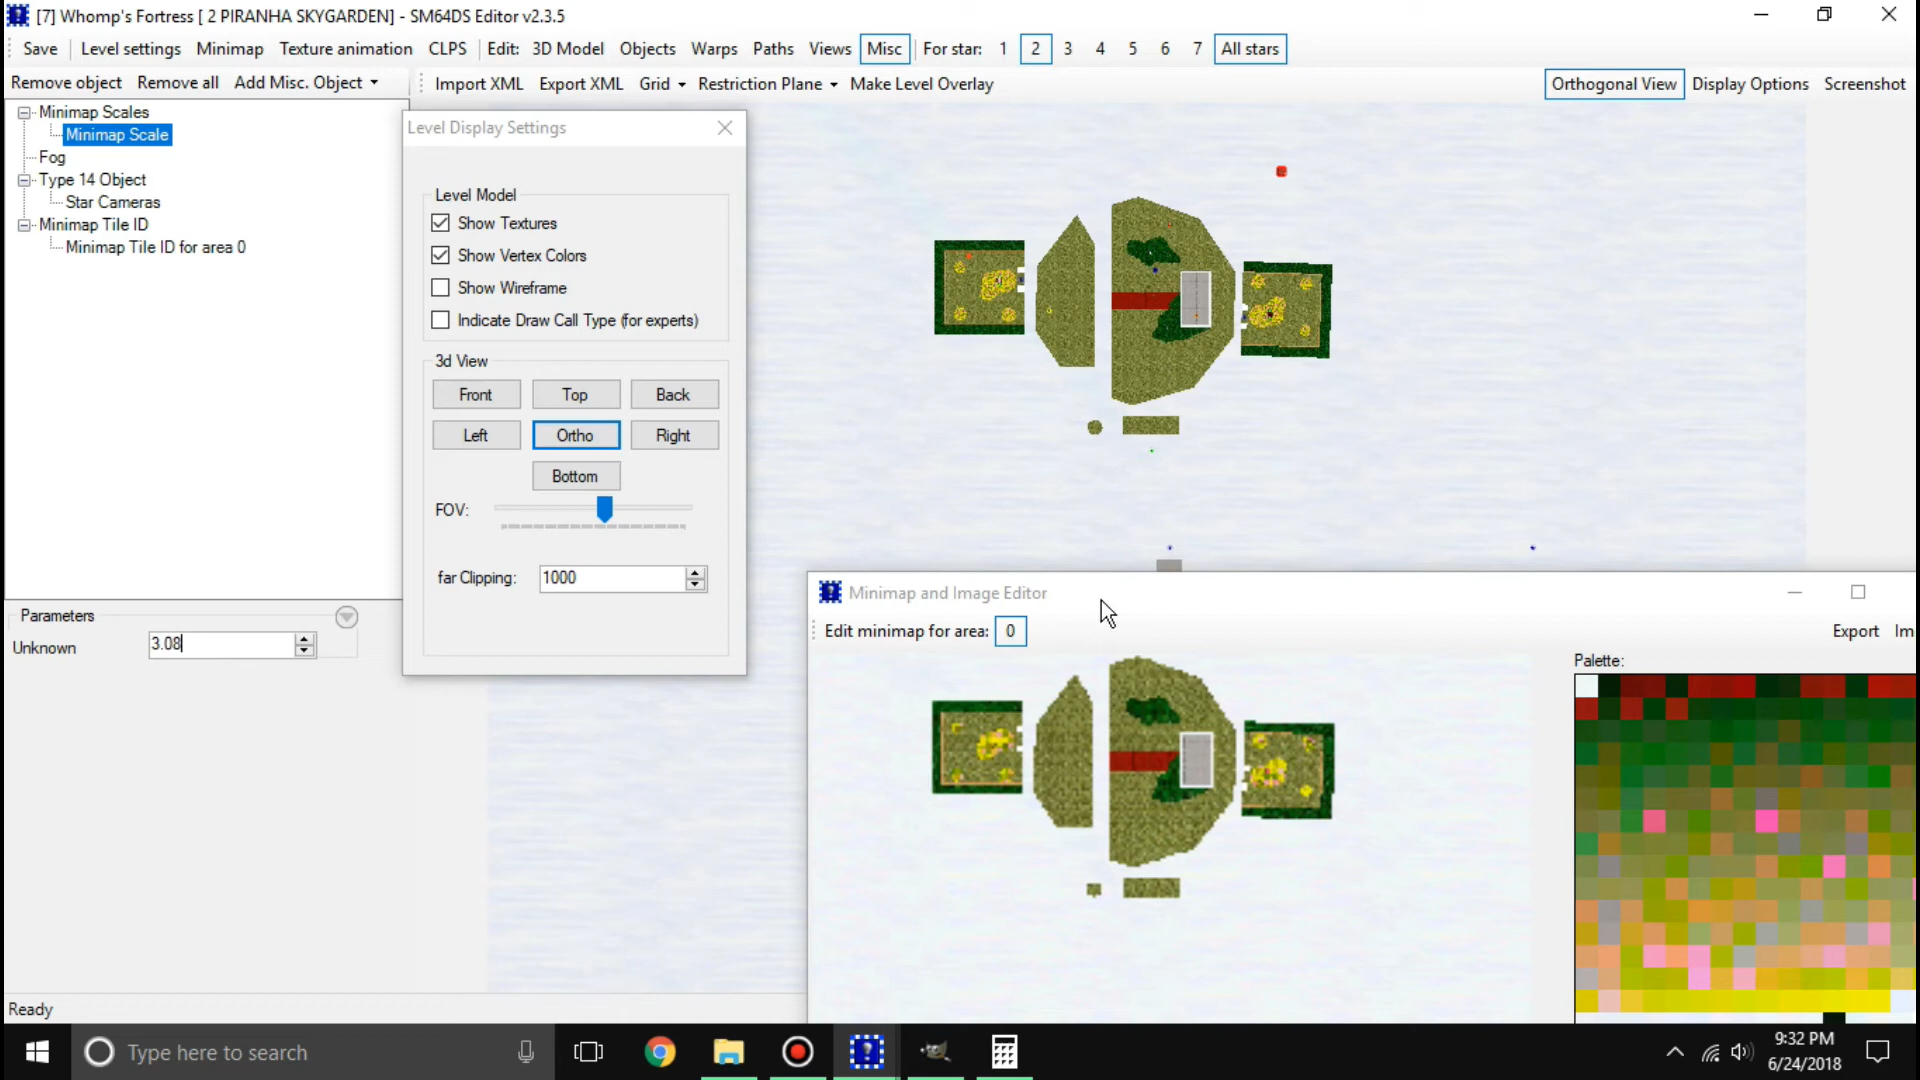 [7] Whomp's Fortress [ 2 PIRANHA SKYGARDEN] - SM64DS Editor v2.3.5
Save Level settings Minimap Texture animation CLPS Edit: 3D Model Objects Warps Paths Views Misc For star: 1 2 3 4 5 6 7 All stars
Remove object Remove all Add Misc. Object Import XML Export XML Grid Restriction Plane Make Level Overlay Orthogonal View Display Options Screenshot
Minimap Scales
Minimap Scale
Fog
Type 14 Object
Star Cameras
Minimap Tile ID
Minimap Tile ID for area 0
Level Display Settings
Level Model
Show Textures
Show Vertex Colors
Show Wireframe
Indicate Draw Call Type (for experts)
3d View
Front Top Back
Left Ortho Right
Bottom
FOV:
far Clipping: 1000
Parameters
Unknown 3.08
Minimap and Image Editor
Edit minimap for area: 0 Export Im
Palette:
Ready
Type here to search
9:32 PM
6/24/2018